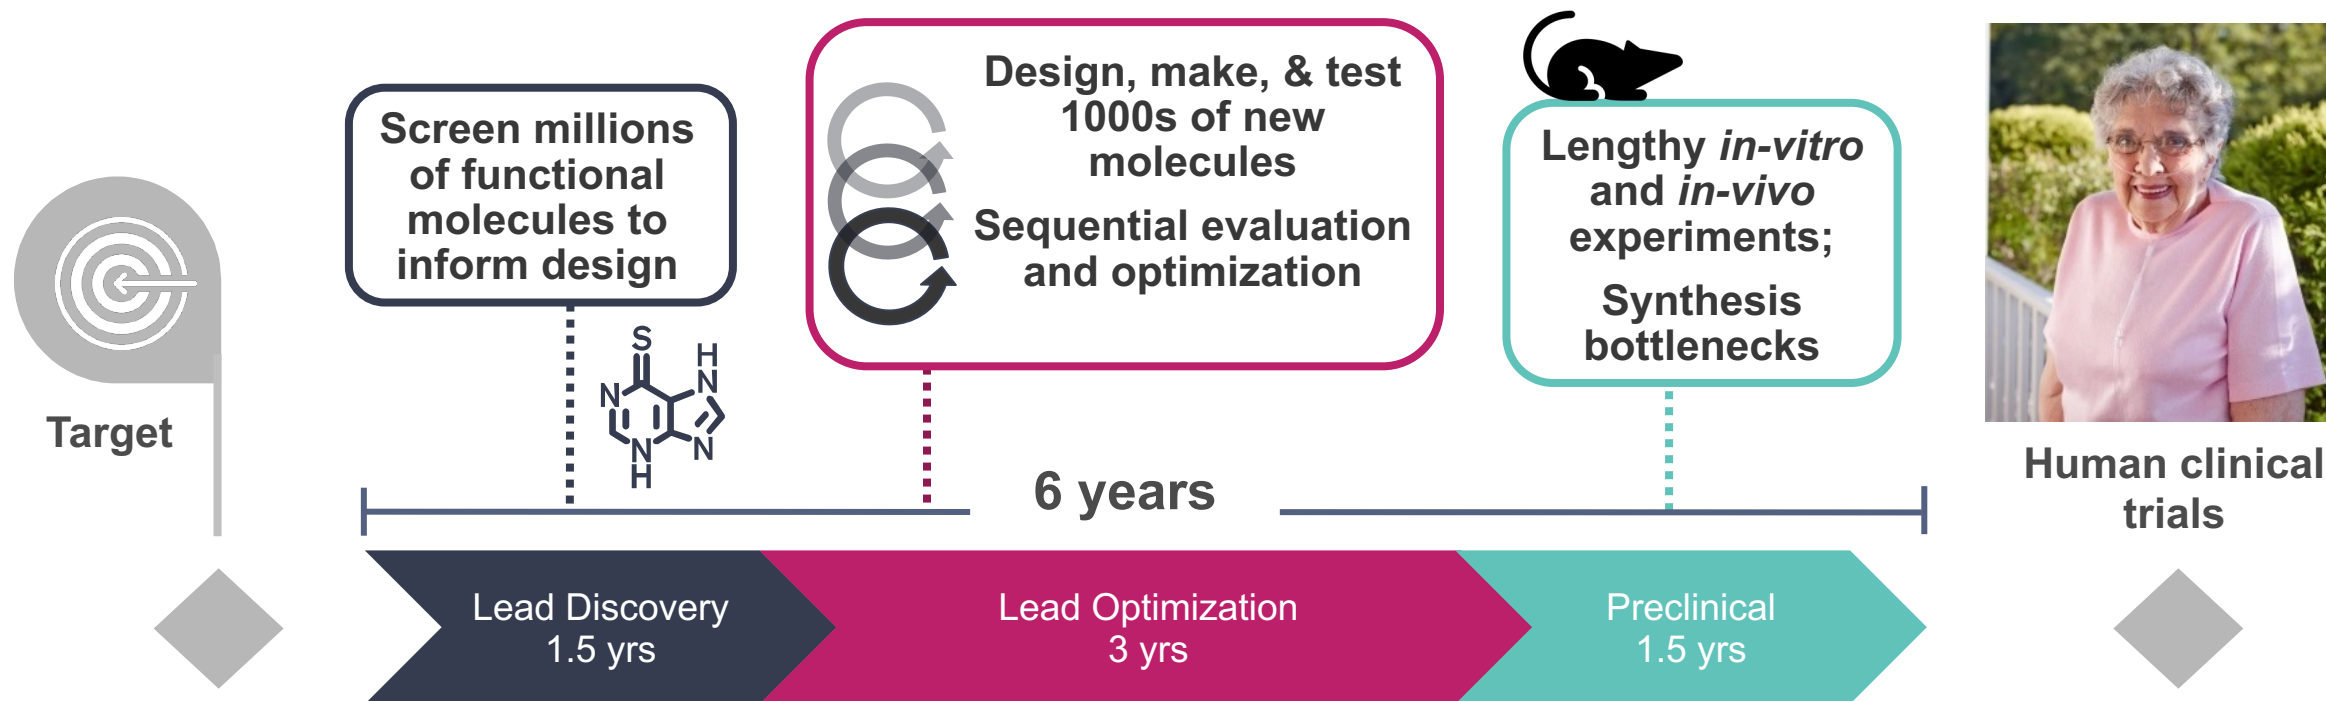 Target
Screen millions
of functional
molecules to
inform design
S
N
H
N
N
H
N
Design, make, & test
1000s of new
molecules
Sequential evaluation
and optimization
Lengthy in-vitro
and in-vivo
experiments;
Synthesis
bottlenecks
Human clinical
trials
6 years
Lead Discovery
1.5 yrs
Lead Optimization
3 yrs
Preclinical
1.5 yrs